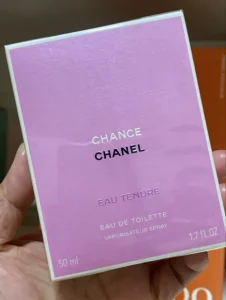 CHANCE
CHANEL
EAU TENDRE
EAU DE TOILETTE
VAPORISATEUR SPRAY
50 ml 1.7 FL. OZ